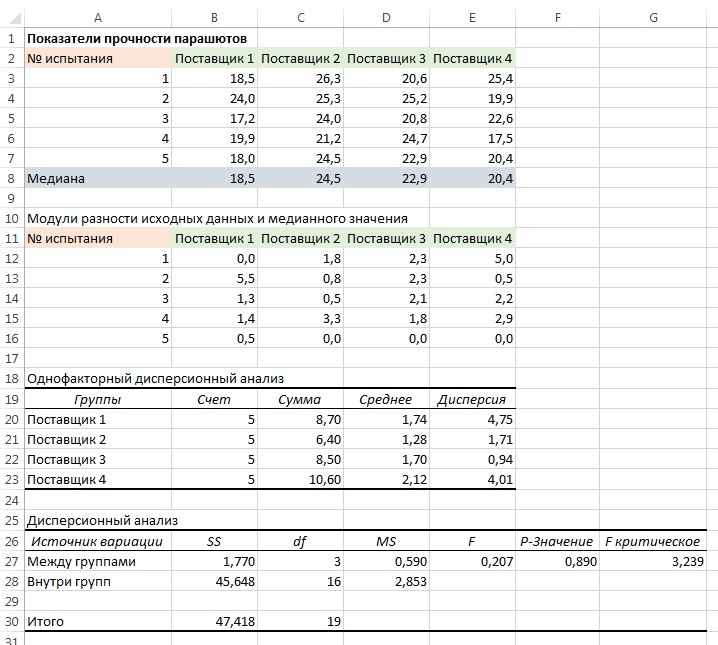 A B C D E F G
1 Показатели прочности парашютов
2 № испытания Поставщик 1 Поставщик 2 Поставщик 3 Поставщик 4
3 1 18,5 26,3 20,6 25,4
4 2 24,0 25,3 25,2 19,9
5 3 17,2 24,0 20,8 22,6
6 4 19,9 21,2 24,7 17,5
7 5 18,0 24,5 22,9 20,4
8 Медиана 18,5 24,5 22,9 20,4
9
10 Модули разности исходных данных и медианного значения
11 № испытания Поставщик 1 Поставщик 2 Поставщик 3 Поставщик 4
12 1 0,0 1,8 2,3 5,0
13 2 5,5 0,8 2,3 0,5
14 3 1,3 0,5 2,1 2,2
15 4 1,4 3,3 1,8 2,9
16 5 0,5 0,0 0,0 0,0
17
18 Однофакторный дисперсионный анализ
19 Группы Счет Сумма Среднее Дисперсия
20 Поставщик 1 5 8,70 1,74 4,75
21 Поставщик 2 5 6,40 1,28 1,71
22 Поставщик 3 5 8,50 1,70 0,94
23 Поставщик 4 5 10,60 2,12 4,01
24
25 Дисперсионный анализ
26 Источник вариации SS df MS F P-Значение F критическое
27 Между группами 1,770 3 0,590 0,207 0,890 3,239
28 Внутри групп 45,648 16 2,853
29
30 Итого 47,418 19
31